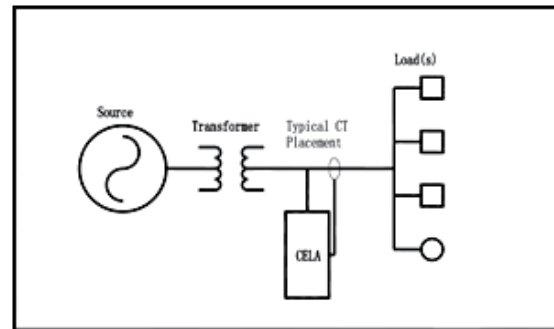 Load(s)
Source
Transformer
Typical CT
Placement
CELA